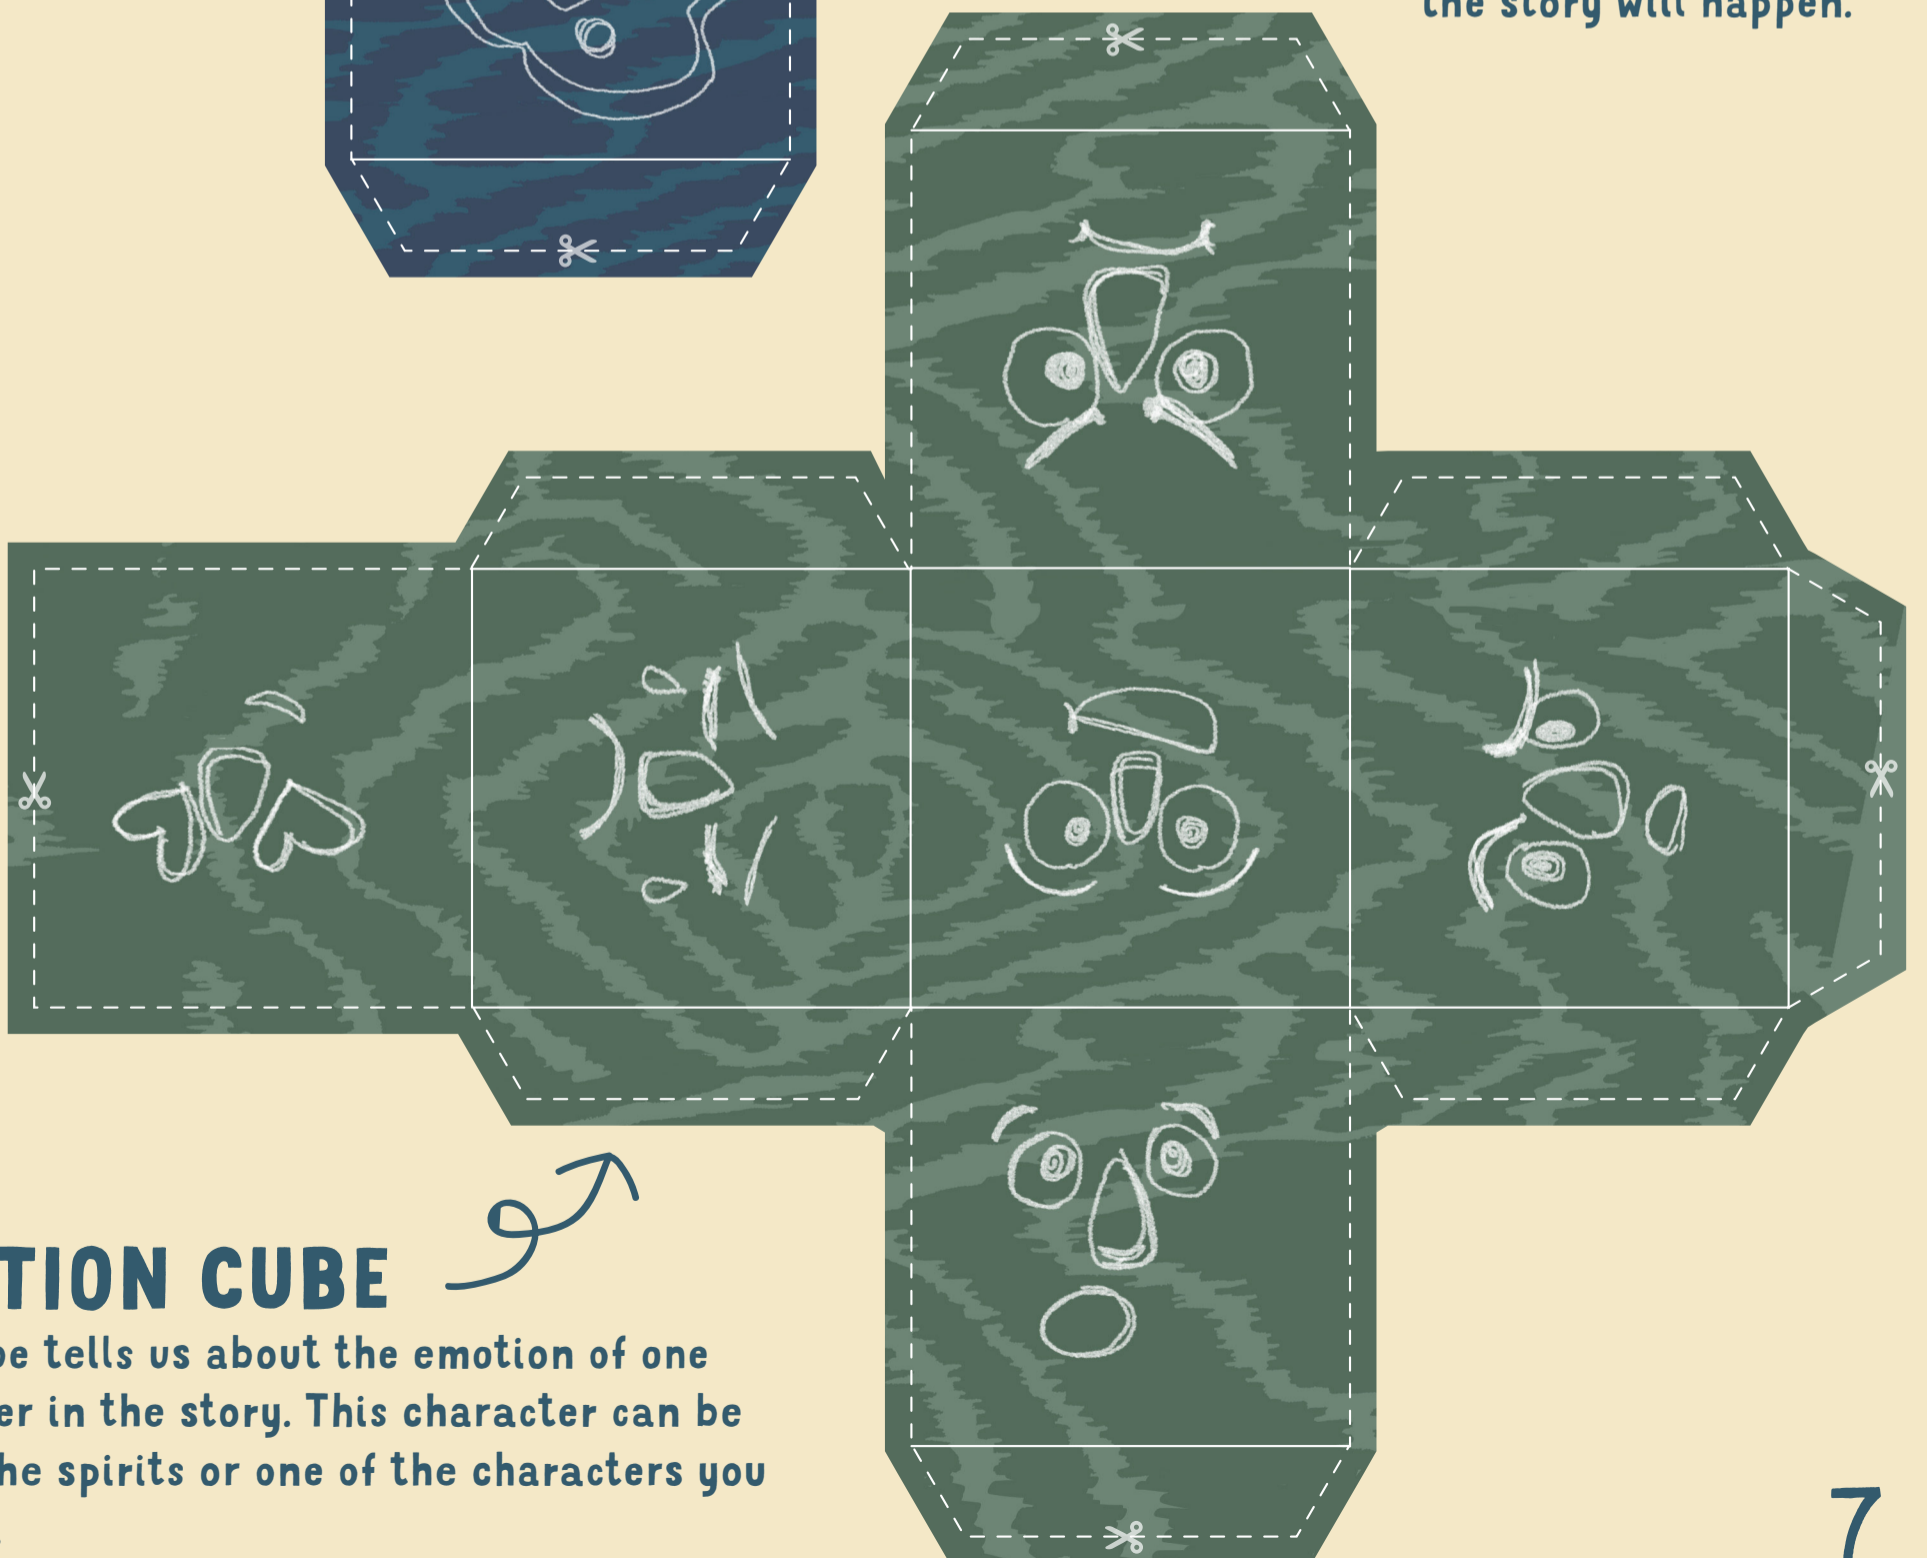 the story will happen.
TION CUBE
be tells us about the emotion of one
er in the story. This character can be
he spirits or one of the characters you
7